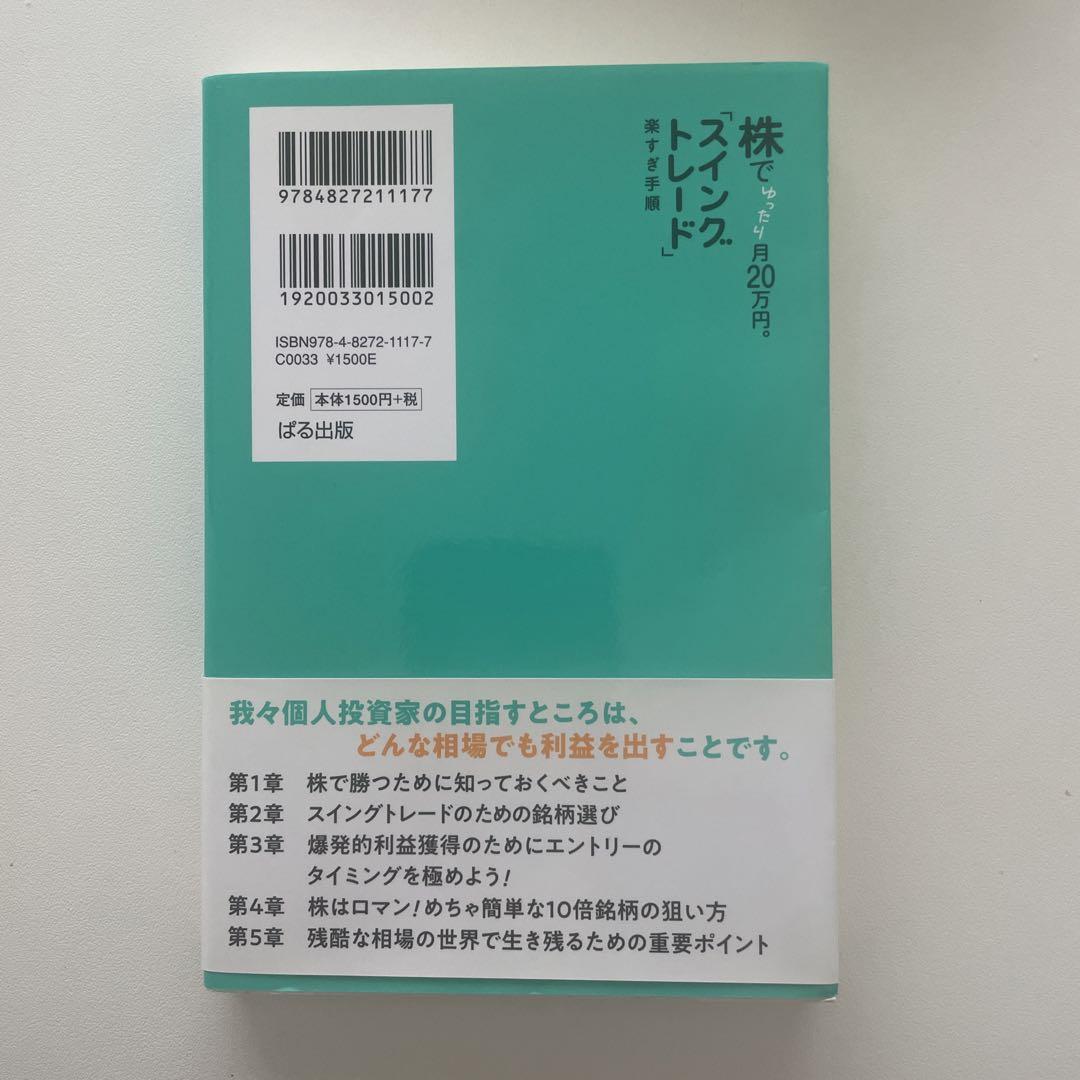 株でゆったり月20万円。
「スイング
トレード」
楽すぎ手順
9784827211177
1920033015002
ISBN978-4-8272-1117-7
C0033 ¥1500E
定価 本体1500円+税
ぱる出版
我々個人投資家の目指すところは、
どんな相場でも利益を出すことです。
第1章 株で勝つために知っておくべきこと
第2章 スイングトレードのための銘柄選び
第3章 爆発的利益獲得のためにエントリーの
タイミングを極めよう!
第4章 株はロマン!めちゃ簡単な10倍銘柄の狙い方
第5章 残酷な相場の世界で生き残るための重要ポイント